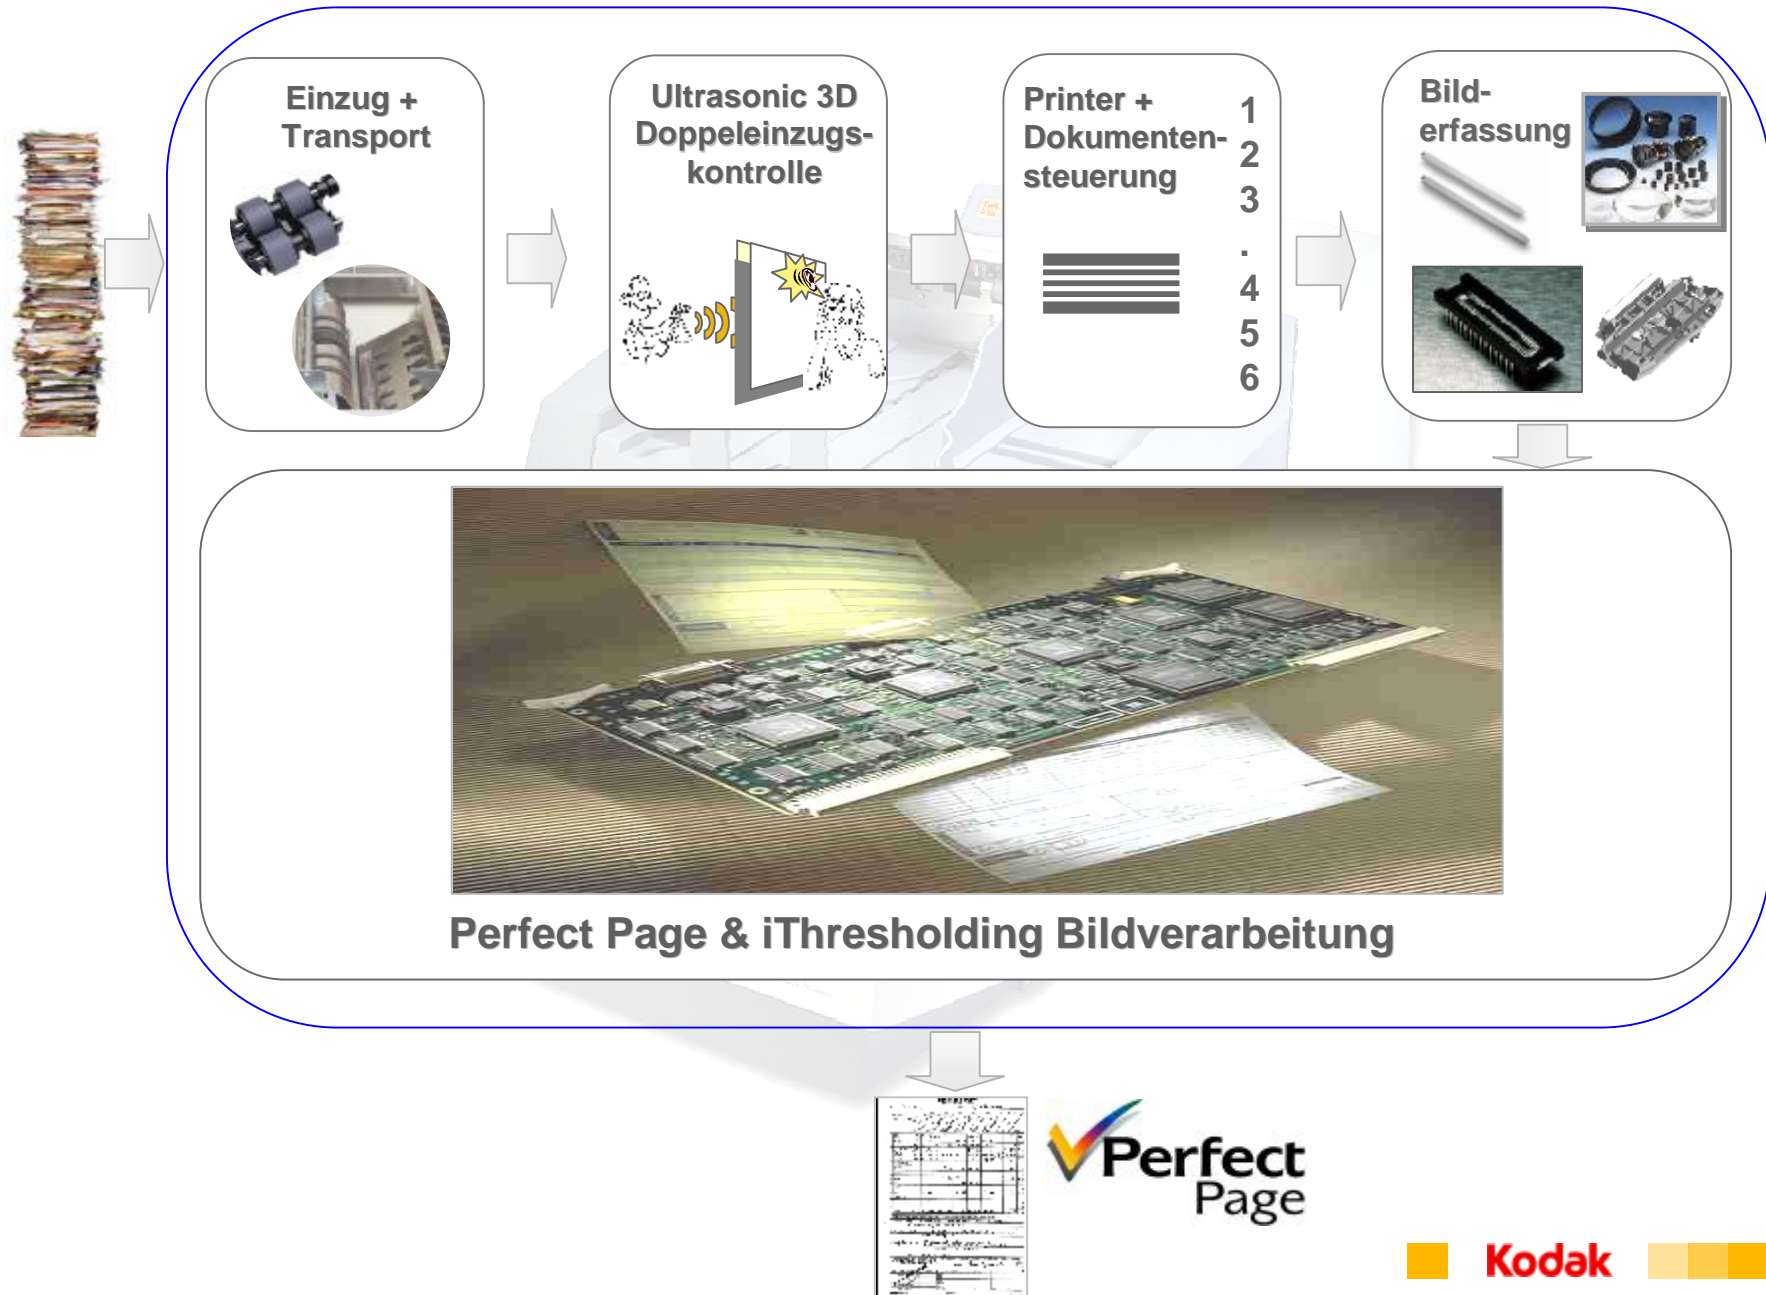 Einzug +
Transport
Ultrasonic 3D
Doppeleinzugs-
kontrolle
Printer +
Dokumenten-
steuerung
1
2
3
.
4
5
6
Bild-
erfassung
Perfect Page & iThresholding Bildverarbeitung
Perfect
Page
Kodak